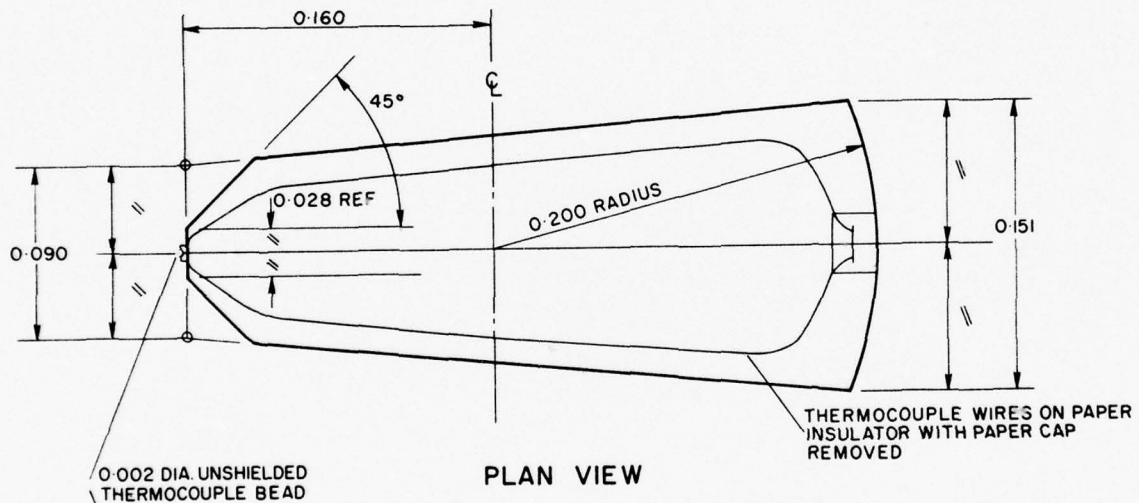 0·160
℄
45°
0·028 REF
0·200 RADIUS
0·090
0·151
THERMOCOUPLE WIRES ON PAPER
INSULATOR WITH PAPER CAP
REMOVED
0·002 DIA. UNSHIELDED
THERMOCOUPLE BEAD
PLAN VIEW